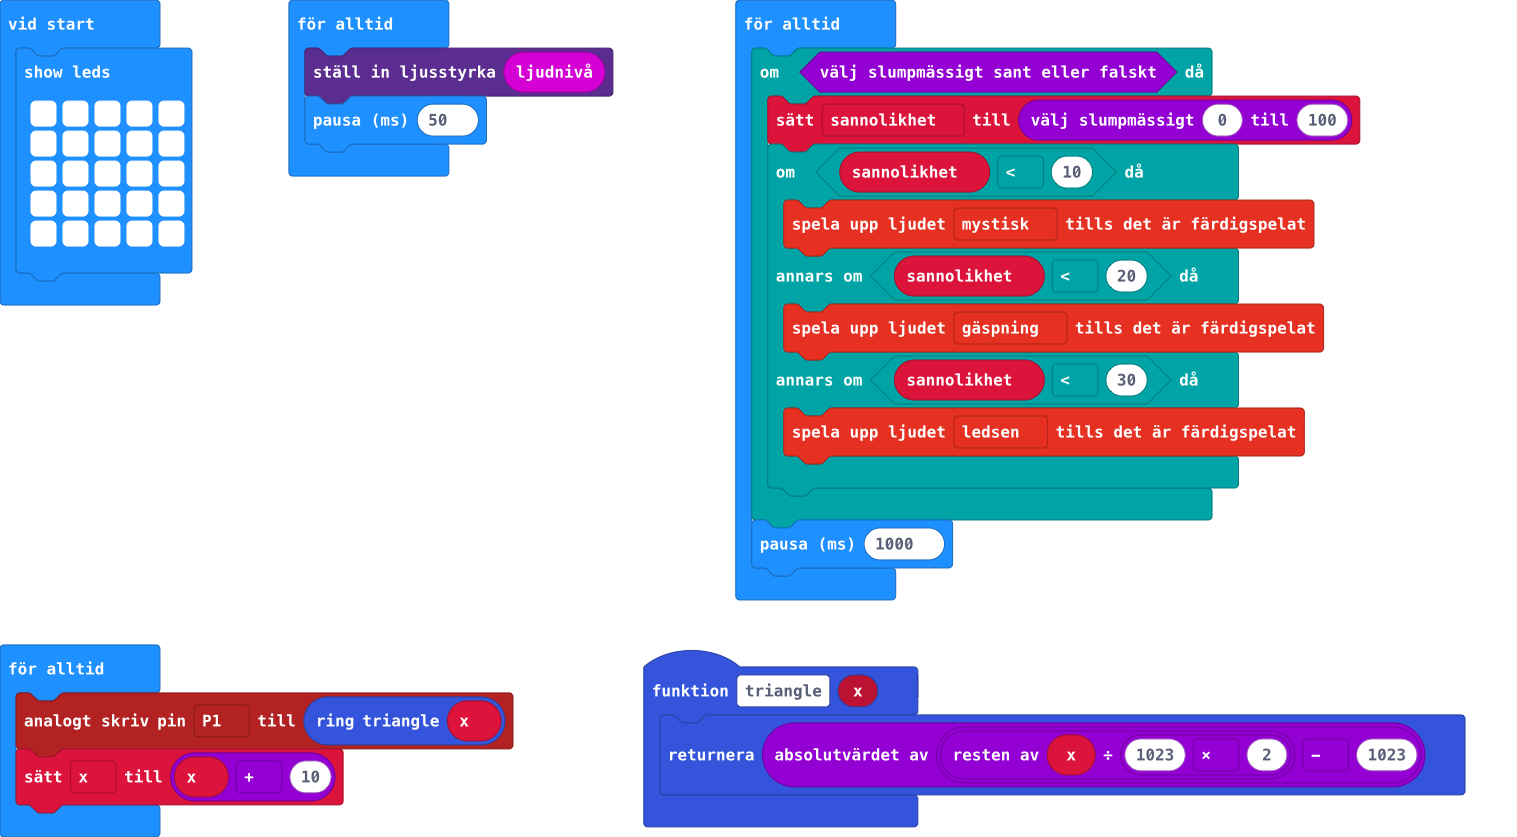 vid start
show leds
för alltid
ställ in ljusstyrka ljudnivå
pausa (ms) 50
för alltid
om välj slumpmässigt sant eller falskt då
sätt sannolikhet till välj slumpmässigt 0 till 100
om sannolikhet < 10 då
spela upp ljudet mystisk tills det är färdigspelat
annars om sannolikhet < 20 då
spela upp ljudet gäspning tills det är färdigspelat
annars om sannolikhet < 30 då
spela upp ljudet ledsen tills det är färdigspelat
pausa (ms) 1000
för alltid
analogt skriv pin P1 till ring triangle x
sätt x till x + 10
funktion triangle x
returnera absolutvärdet av resten av x ÷ 1023 × 2 − 1023